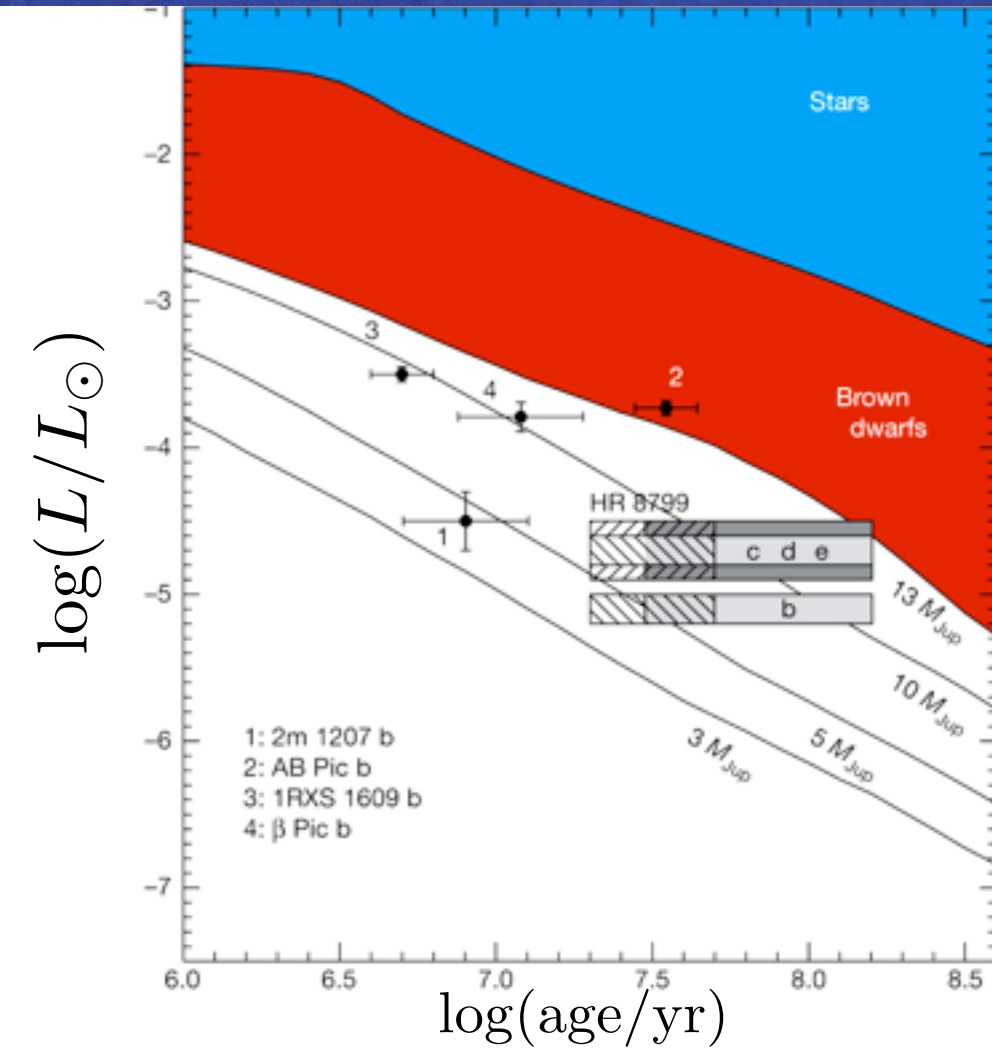 −1
Stars
−2
−3
3
4
2
Brown
dwarfs
−4
HR 8799
1
c d e
−5
b
13 M_Jup
10 M_Jup
5 M_Jup
3 M_Jup
−6
1: 2m 1207 b
2: AB Pic b
3: 1RXS 1609 b
4: β Pic b
−7
6.0 6.5 7.0 7.5 8.0 8.5
log(age/yr)
log(L/L⊙)